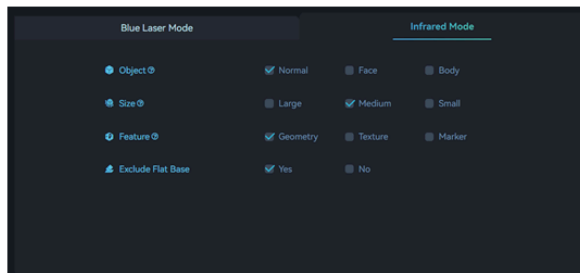 Blue Laser Mode Infrared Mode
Object Normal Face Body
Size Large Medium Small
Feature Geometry Texture Marker
Exclude Flat Base Yes No